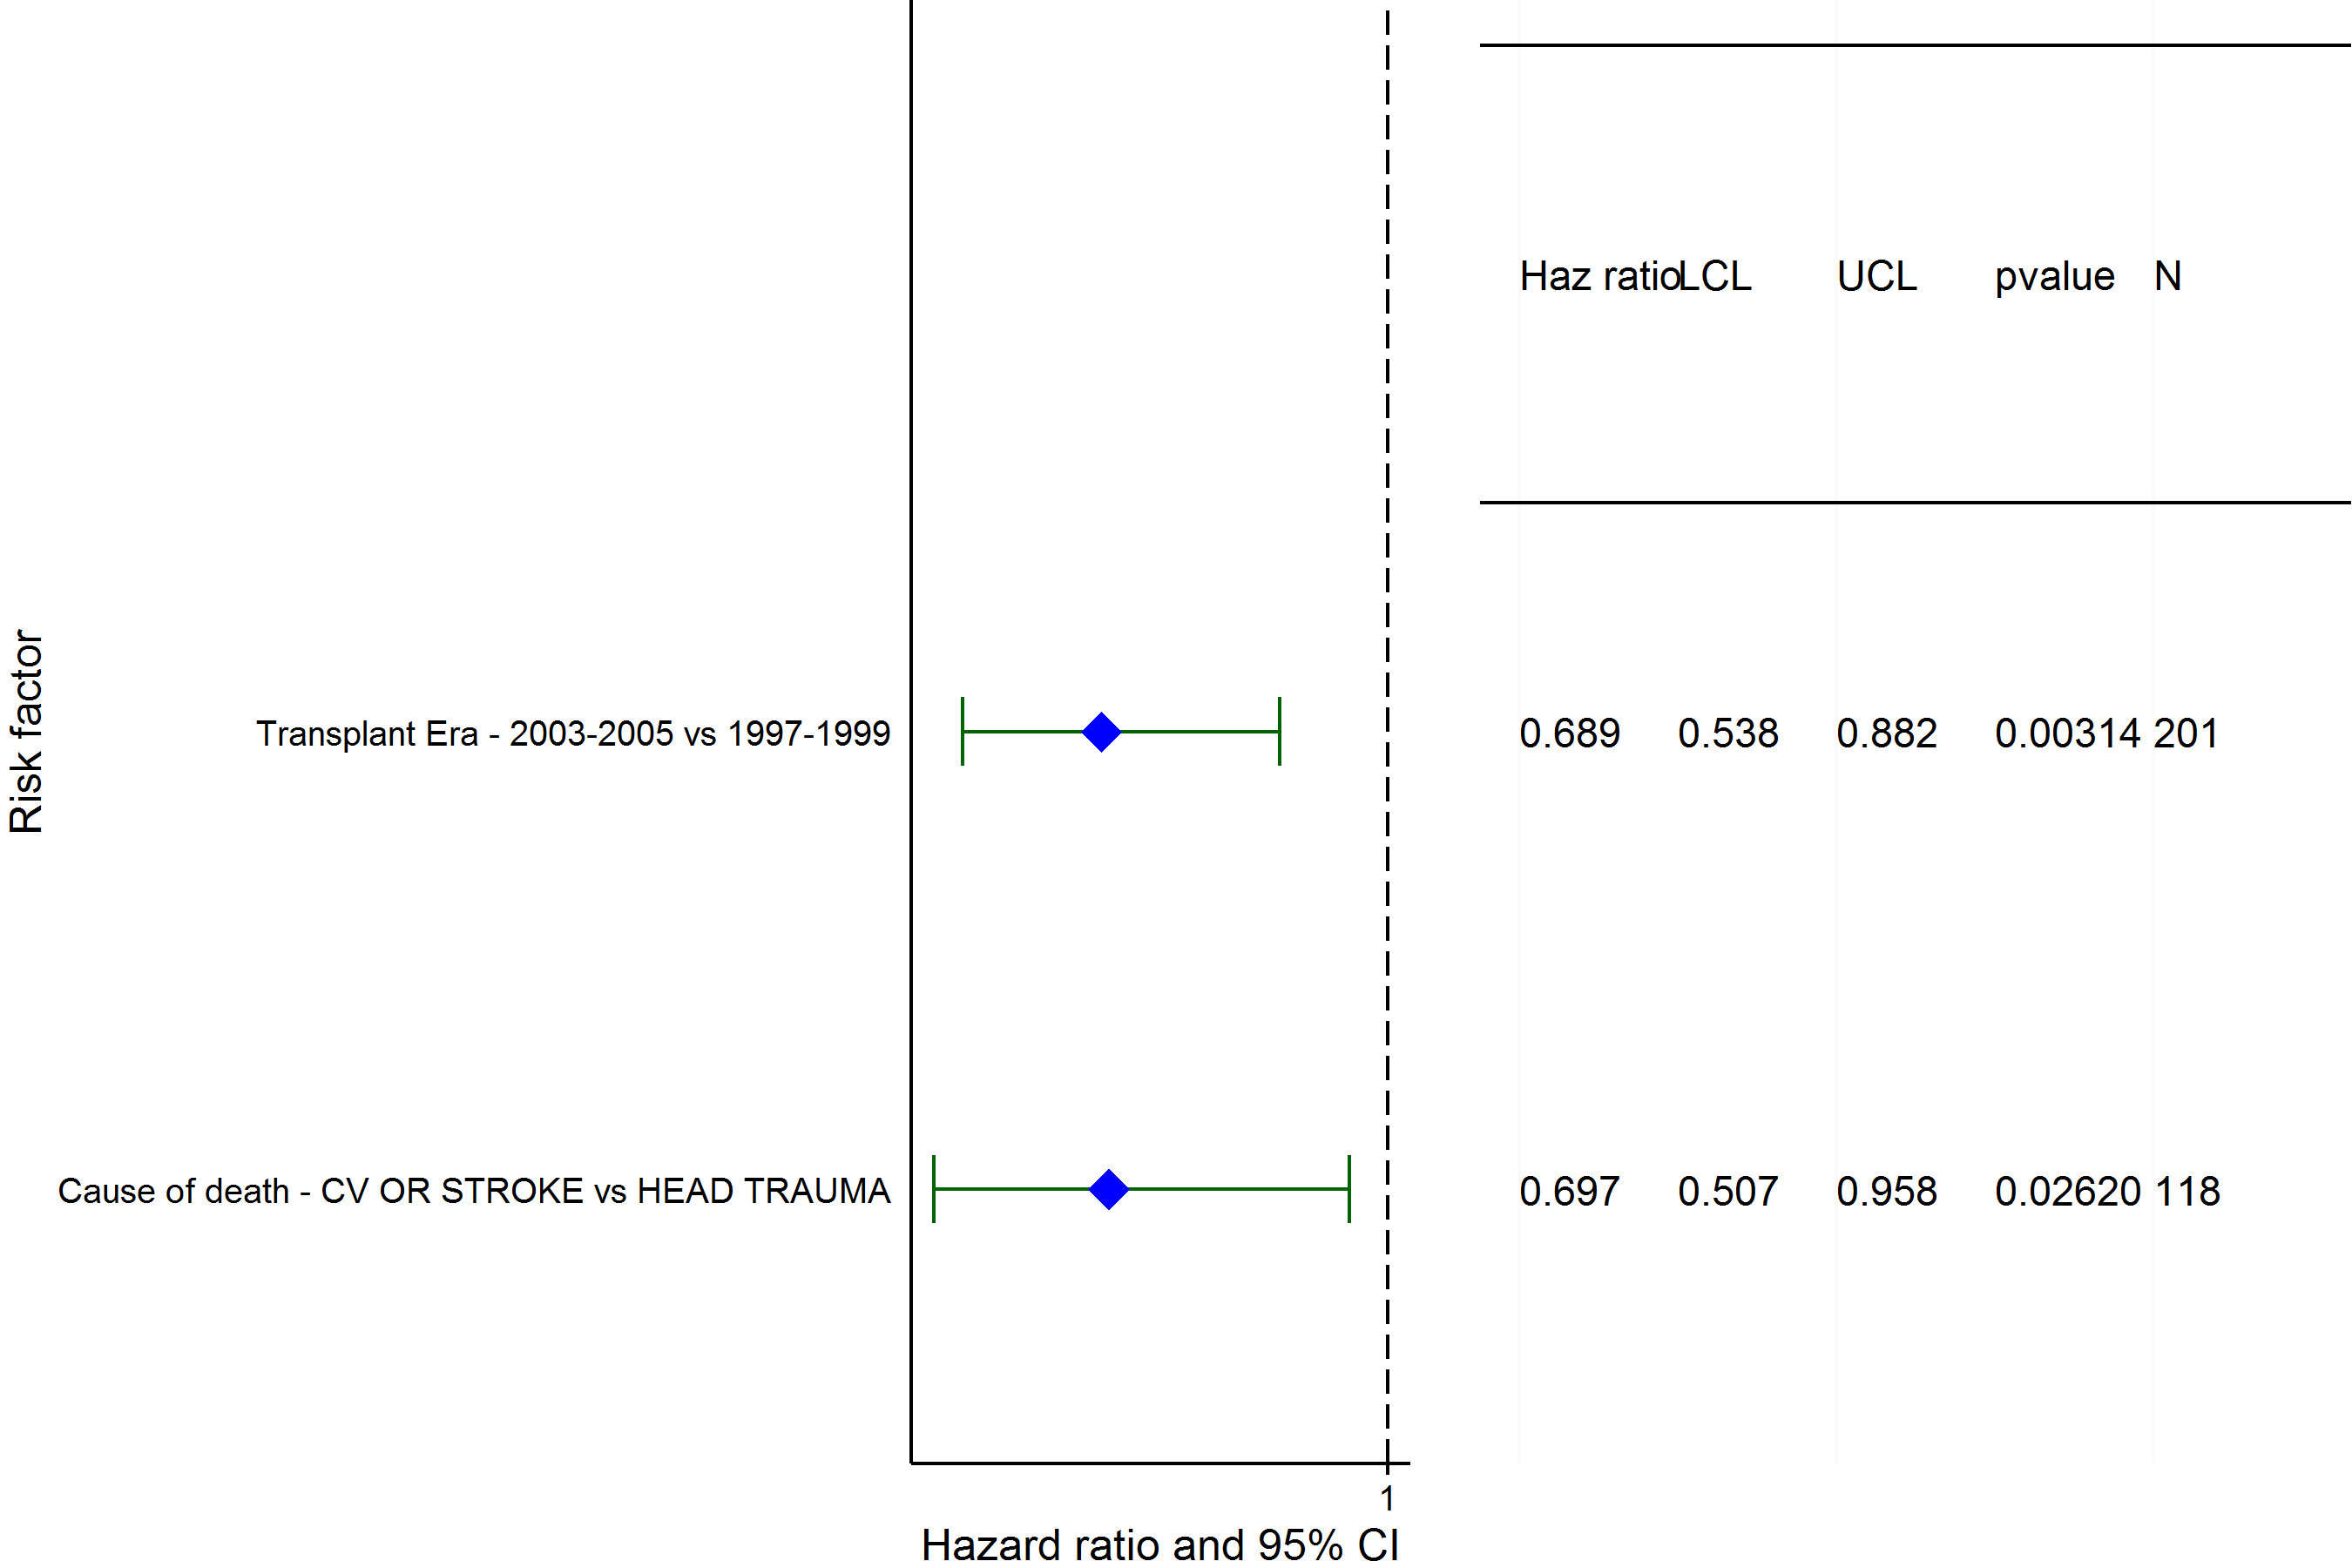 Haz ratio LCL UCL pvalue N
Risk factor
Transplant Era - 2003-2005 vs 1997-1999 0.689 0.538 0.882 0.00314 201
Cause of death - CV OR STROKE vs HEAD TRAUMA 0.697 0.507 0.958 0.02620 118
1
Hazard ratio and 95% CI